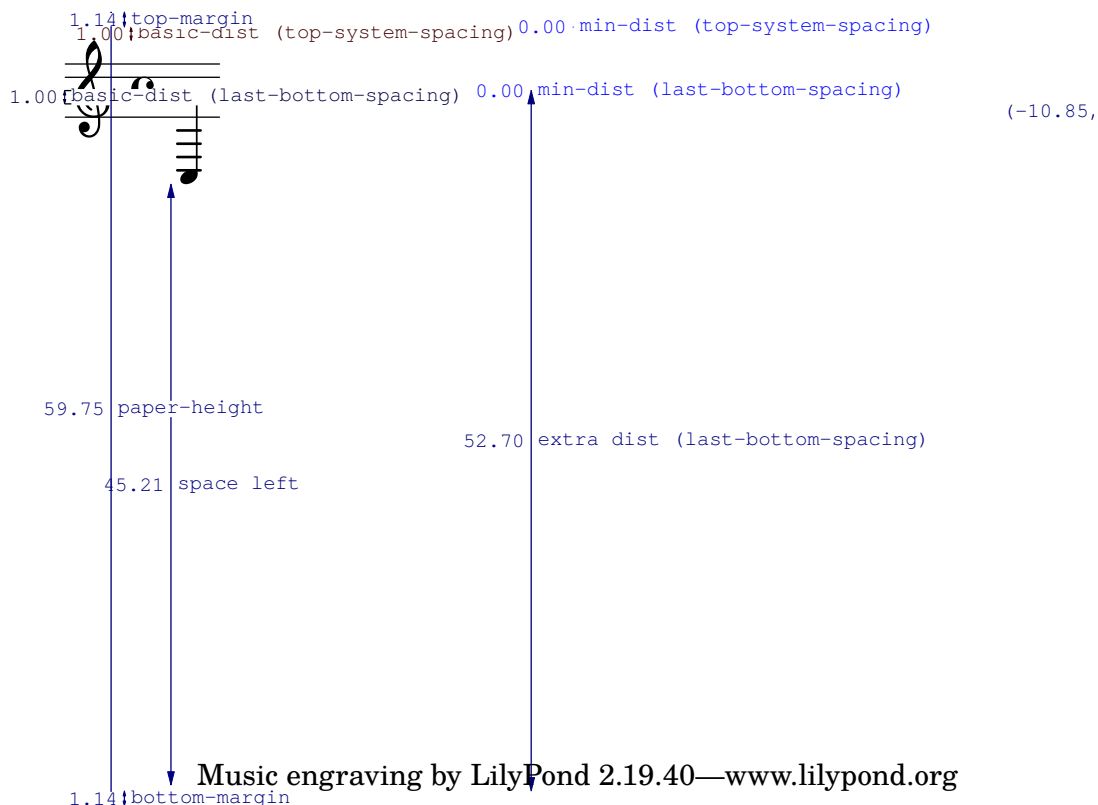 1.14 top-margin
1.00 basic-dist (top-system-spacing) 0.00 min-dist (top-system-spacing)
1.00 basic-dist (last-bottom-spacing) 0.00 min-dist (last-bottom-spacing)
(-10.85,
59.75 paper-height
52.70 extra dist (last-bottom-spacing)
45.21 space left
Music engraving by LilyPond 2.19.40—www.lilypond.org
1.14 bottom-margin